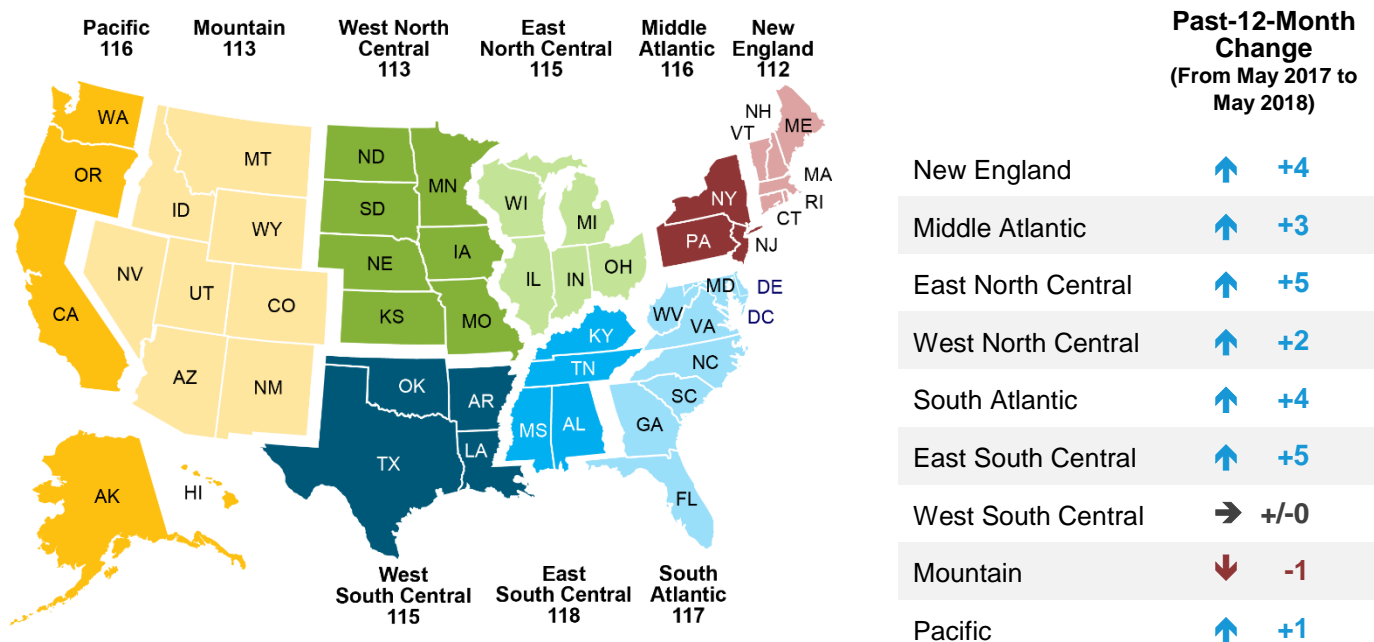 Pacific
116
Mountain
113
West North
Central
113
East
North Central
115
Middle
Atlantic
116
New
England
112
WA
OR
CA
AK
HI
MT
ID
WY
NV
UT
CO
AZ
NM
ND
SD
NE
KS
MN
IA
MO
WI
MI
IL
IN
OH
NY
PA
NJ
NH
VT
ME
MA
RI
CT
MD
DE
DC
WV
VA
NC
SC
GA
FL
KY
TN
MS
AL
OK
AR
TX
LA
West
South Central
115
East
South Central
118
South
Atlantic
117
Past-12-Month
Change
(From May 2017 to
May 2018)
New England +4
Middle Atlantic +3
East North Central +5
West North Central +2
South Atlantic +4
East South Central +5
West South Central +/-0
Mountain -1
Pacific +1